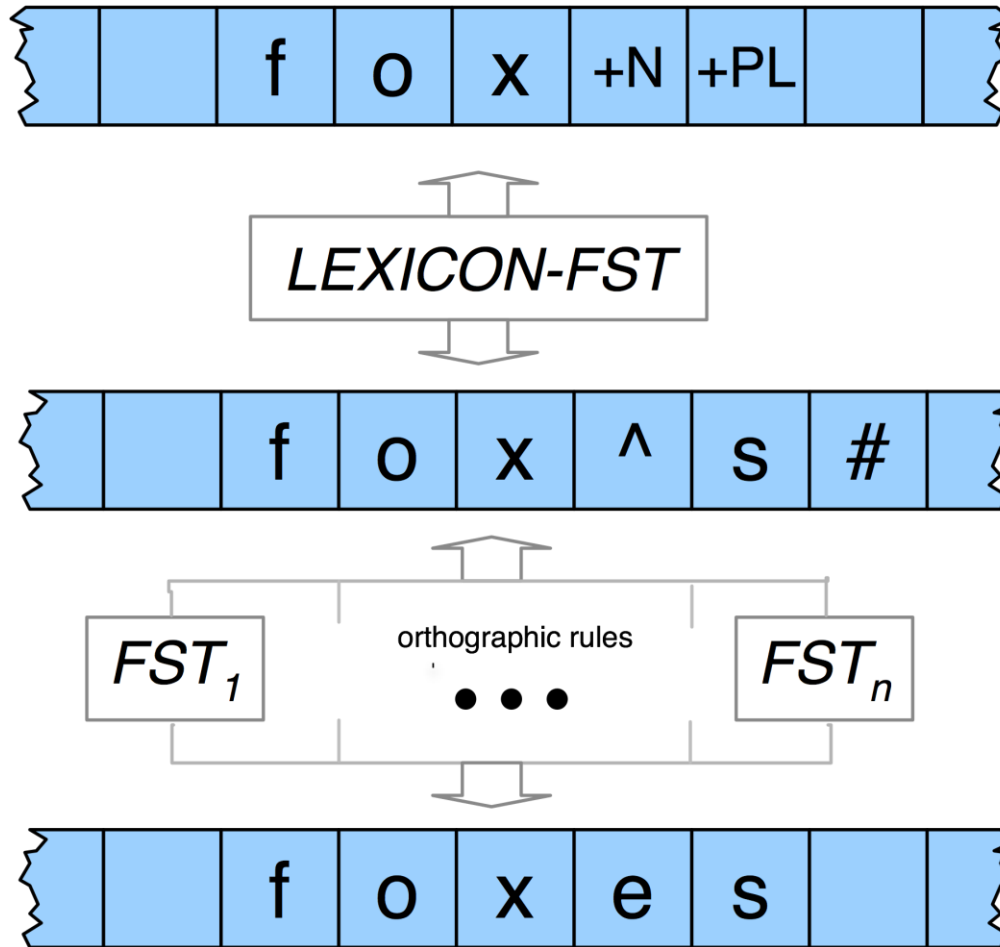 f o x +N +PL
LEXICON-FST
f o x ^ s #
orthographic rules
FST1 ••• FSTn
f o x e s